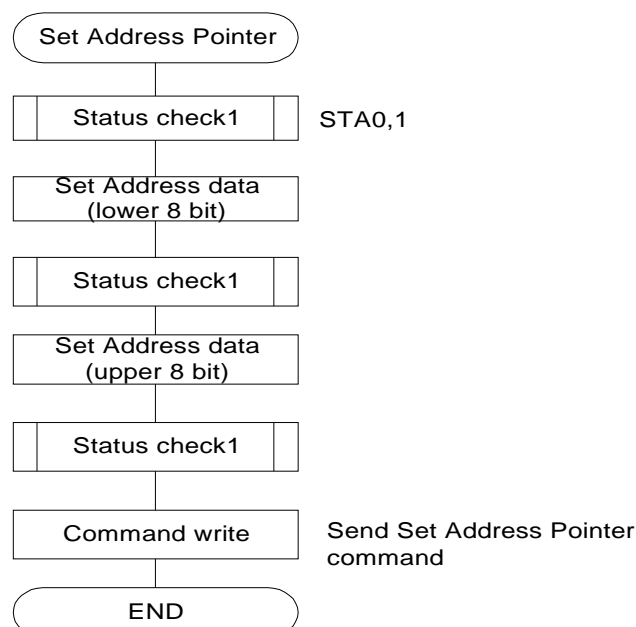 Set Address Pointer
Status check1
STA0,1
Set Address data
(lower 8 bit)
Status check1
Set Address data
(upper 8 bit)
Status check1
Command write
Send Set Address Pointer
command
END